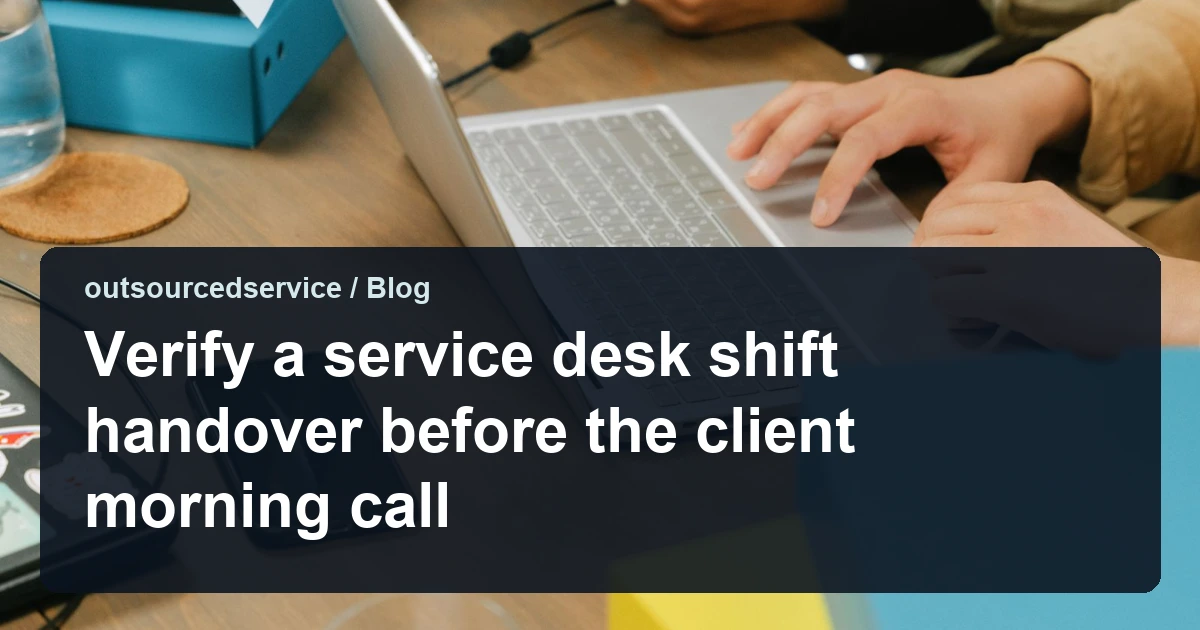 outsourcedservice / Blog
Verify a service desk shift
handover before the client
morning call